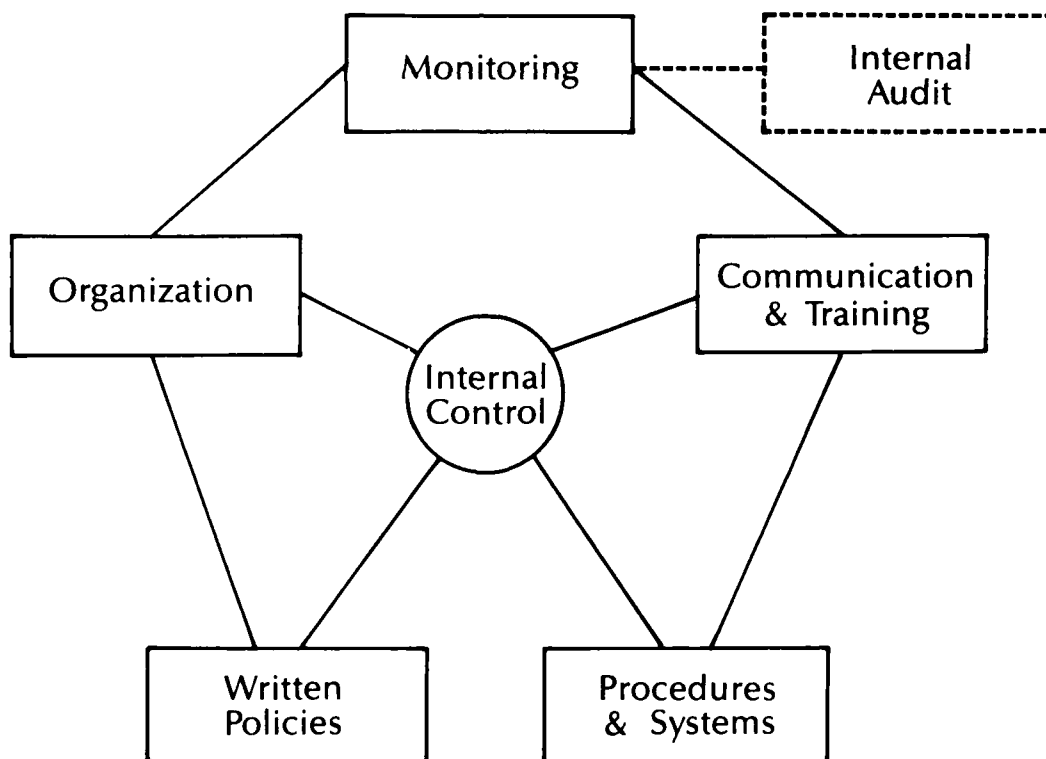 Monitoring
Internal
Audit
Organization
Communication
& Training
Internal
Control
Written
Policies
Procedures
& Systems